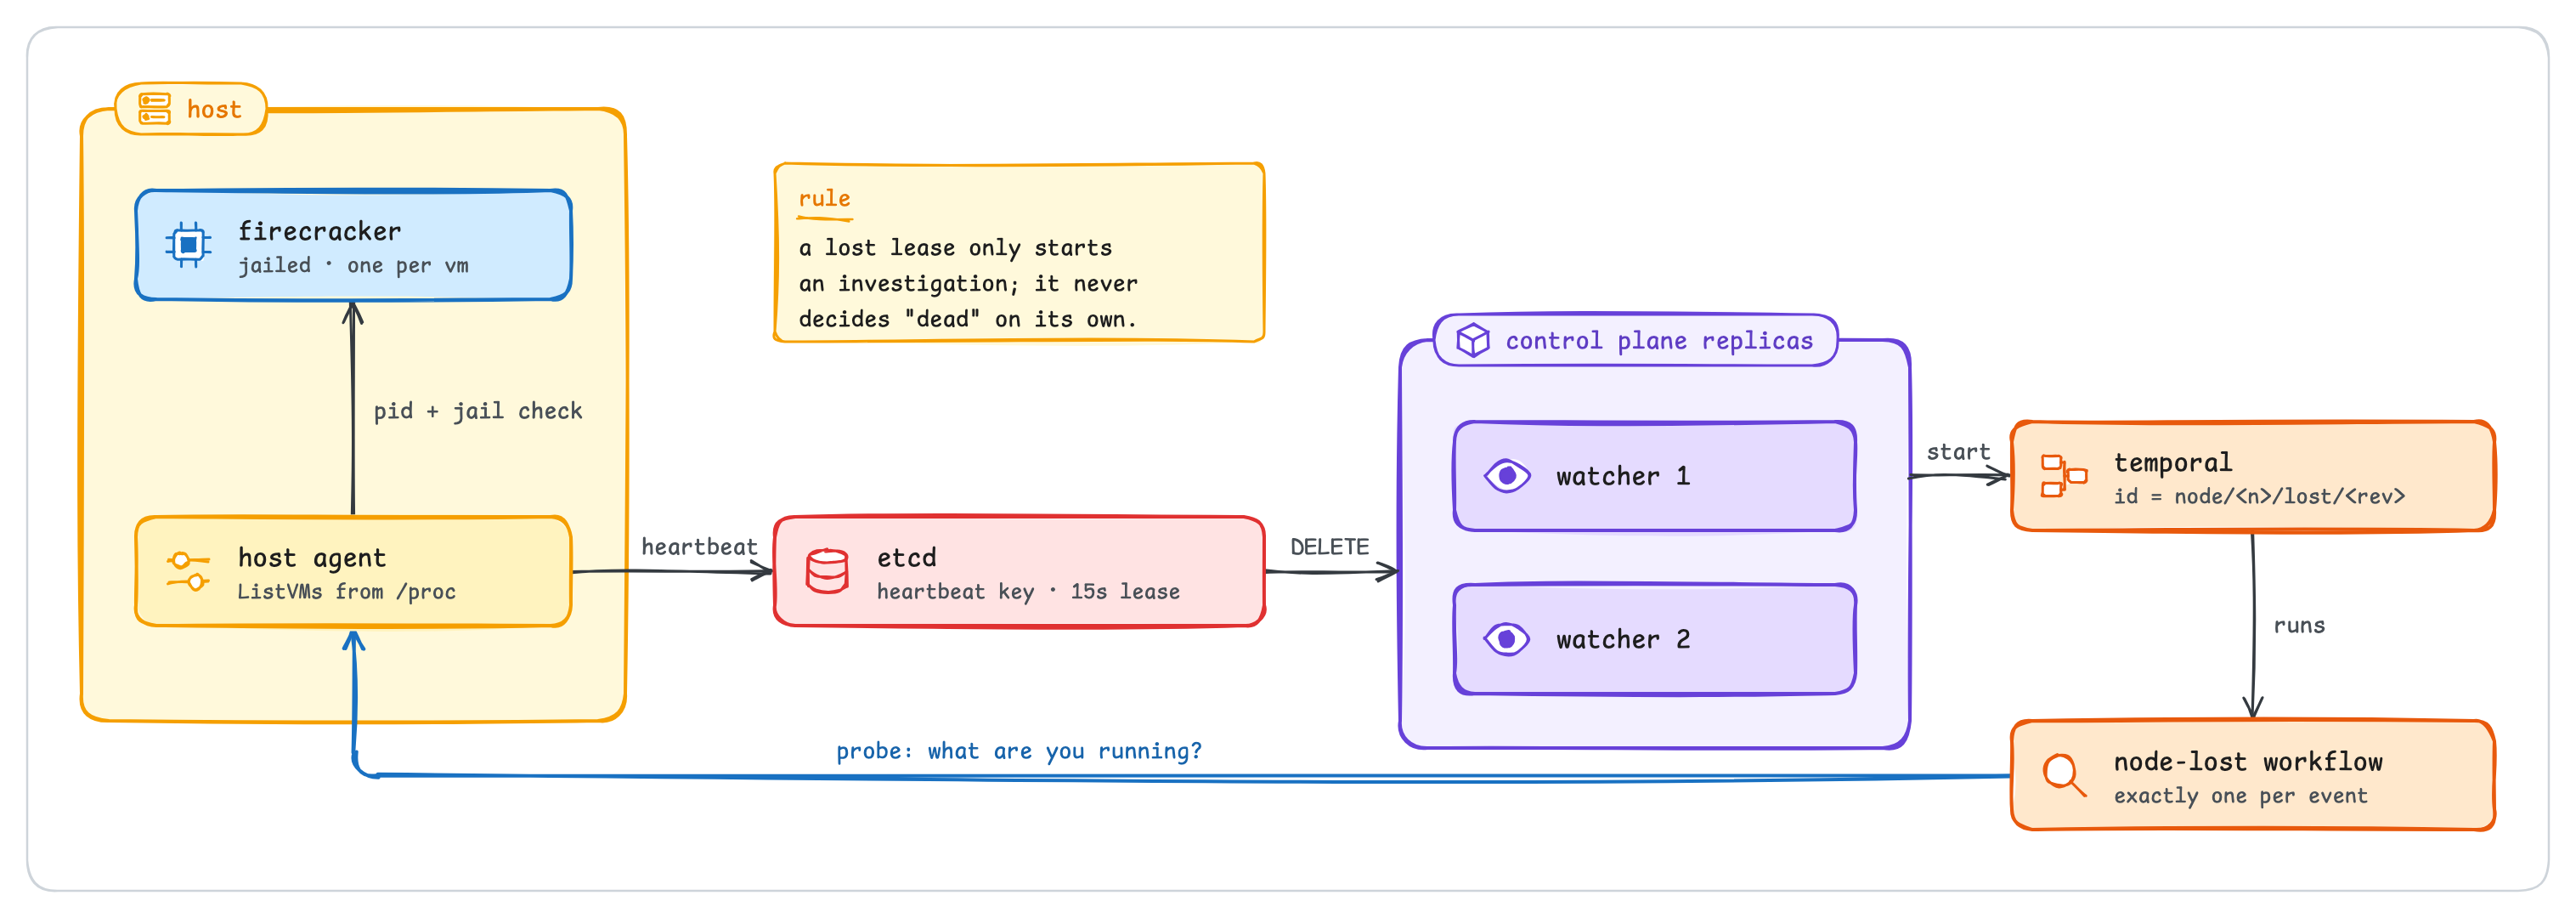 host
firecracker
jailed · one per vm
pid + jail check
host agent
ListVMs from /proc
rule
a lost lease only starts
an investigation; it never
decides "dead" on its own.
heartbeat
etcd
heartbeat key · 15s lease
DELETE
control plane replicas
watcher 1
watcher 2
start
temporal
id = node/<n>/lost/<rev>
runs
node-lost workflow
exactly one per event
probe: what are you running?